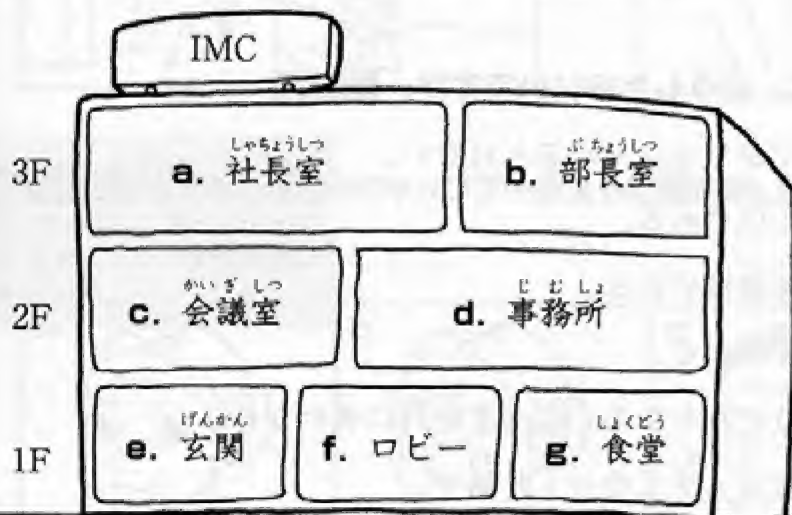 IMC
しゃちょうしつ ぶちょうしつ
3F a. 社長室 b. 部長室
かいぎしつ じむしょ
2F c. 会議室 d. 事務所
げんかん しょくどう
1F e. 玄関 f. ロビー g. 食堂